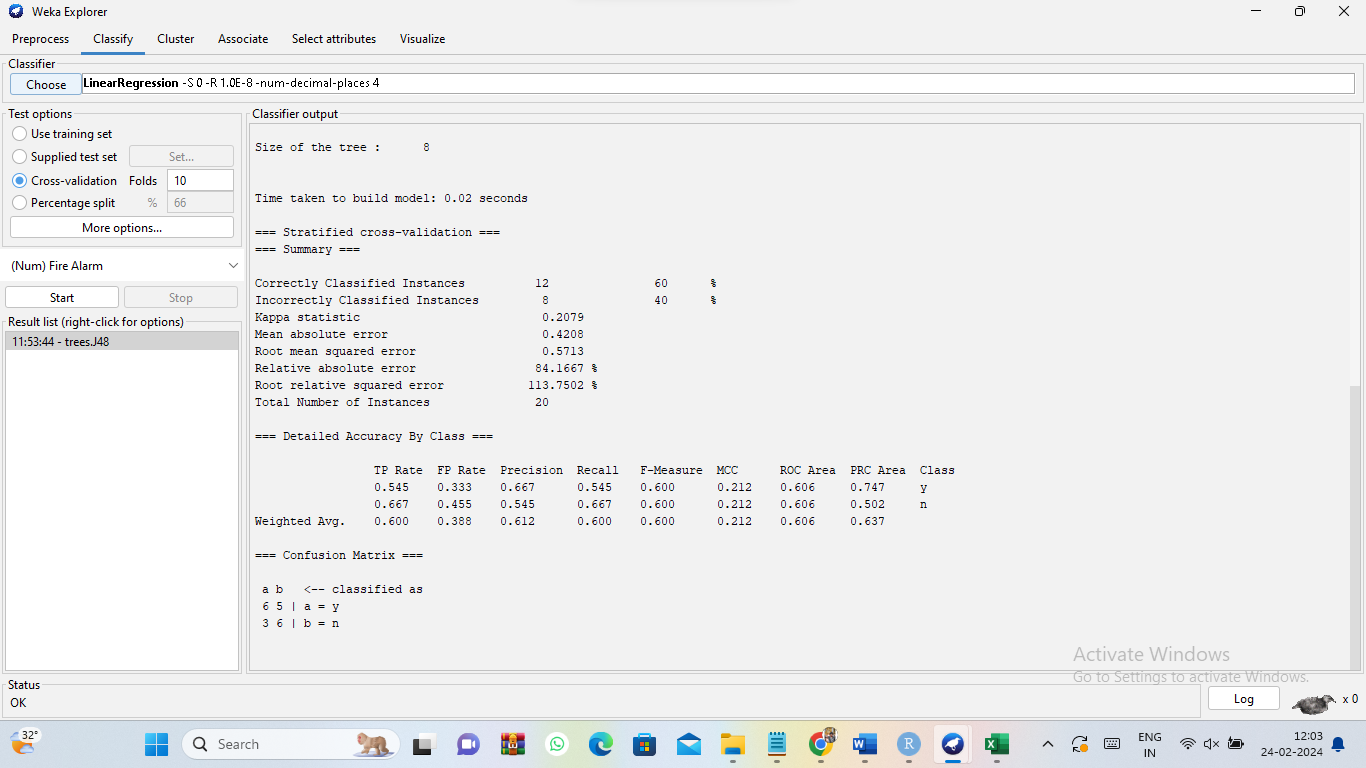 Weka Explorer
Preprocess Classify Cluster Associate Select attributes Visualize
Classifier
Choose LinearRegression -S 0 -R 1.0E-8 -num-decimal-places 4
Test options
Use training set
Supplied test set Set...
Cross-validation Folds 10
Percentage split % 66
More options...
(Num) Fire Alarm
Start Stop
Result list (right-click for options)
11:53:44 - trees.J48
Classifier output
Size of the tree : 8
Time taken to build model: 0.02 seconds
=== Stratified cross-validation ===
=== Summary ===
Correctly Classified Instances 12 60 %
Incorrectly Classified Instances 8 40 %
Kappa statistic 0.2079
Mean absolute error 0.4208
Root mean squared error 0.5713
Relative absolute error 84.1667 %
Root relative squared error 113.7502 %
Total Number of Instances 20
=== Detailed Accuracy By Class ===
TP Rate FP Rate Precision Recall F-Measure MCC ROC Area PRC Area Class
0.545 0.333 0.667 0.545 0.600 0.212 0.606 0.747 y
0.667 0.455 0.545 0.667 0.600 0.212 0.606 0.502 n
Weighted Avg. 0.600 0.388 0.612 0.600 0.600 0.212 0.606 0.637
=== Confusion Matrix ===
a b <-- classified as
6 5 | a = y
3 6 | b = n
Activate Windows
Go to Settings to activate Windows.
Status
OK
Log x 0
32°
Search
R
ENG
IN
12:03
24-02-2024